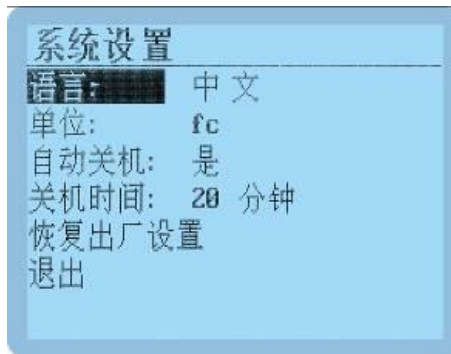 系统设置
语言: 中文
单位: fc
自动关机: 是
关机时间: 20 分钟
恢复出厂设置
退出